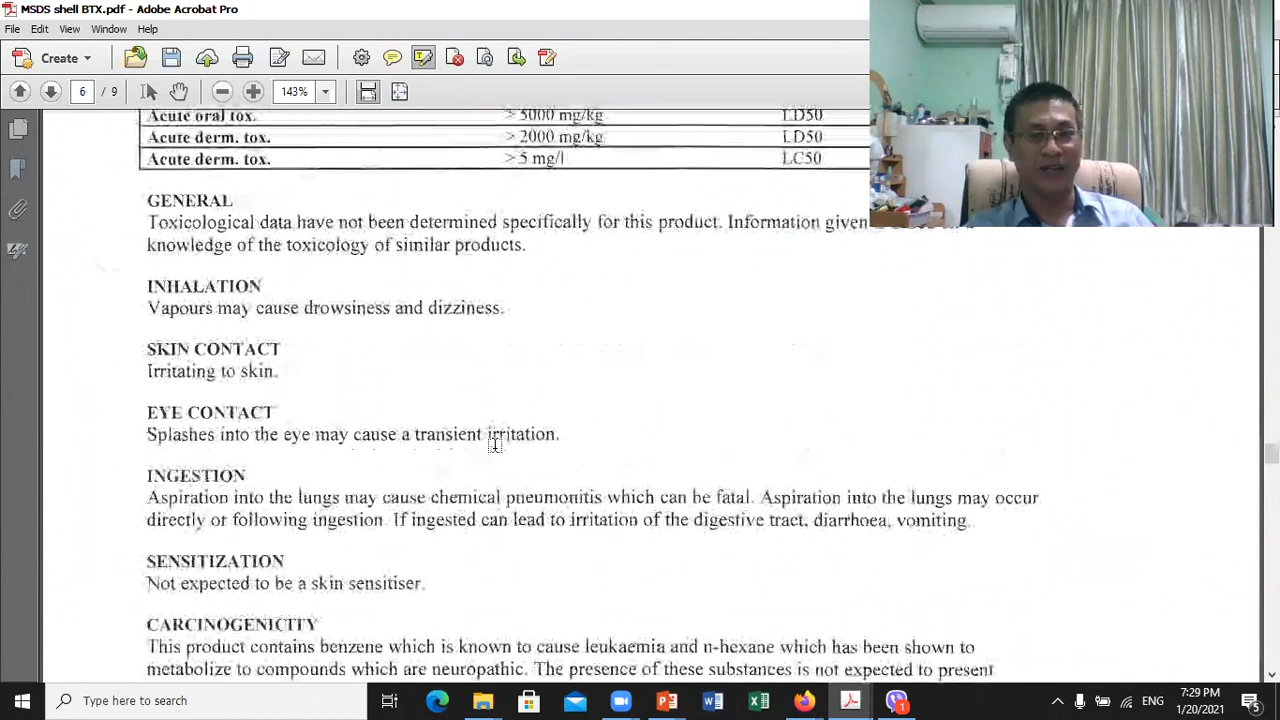 MSDS shell BTX.pdf - Adobe Acrobat Pro
File Edit View Window Help
Create
6 / 9 143%
Acute oral tox. > 5000 mg/kg LD50
Acute derm. tox. > 2000 mg/kg LD50
Acute derm. tox. > 5 mg/l LC50
GENERAL
Toxicological data have not been determined specifically for this product. Information given
knowledge of the toxicology of similar products.
INHALATION
Vapours may cause drowsiness and dizziness.
SKIN CONTACT
Irritating to skin.
EYE CONTACT
Splashes into the eye may cause a transient irritation.
INGESTION
Aspiration into the lungs may cause chemical pneumonitis which can be fatal. Aspiration into the lungs may occur
directly or following ingestion. If ingested can lead to irritation of the digestive tract, diarrhoea, vomiting.
SENSITIZATION
Not expected to be a skin sensitiser.
CARCINOGENICITY
This product contains benzene which is known to cause leukaemia and n-hexane which has been shown to
metabolize to compounds which are neuropathic. The presence of these substances is not expected to present
Type here to search
1
ENG
7:29 PM
1/20/2021
5